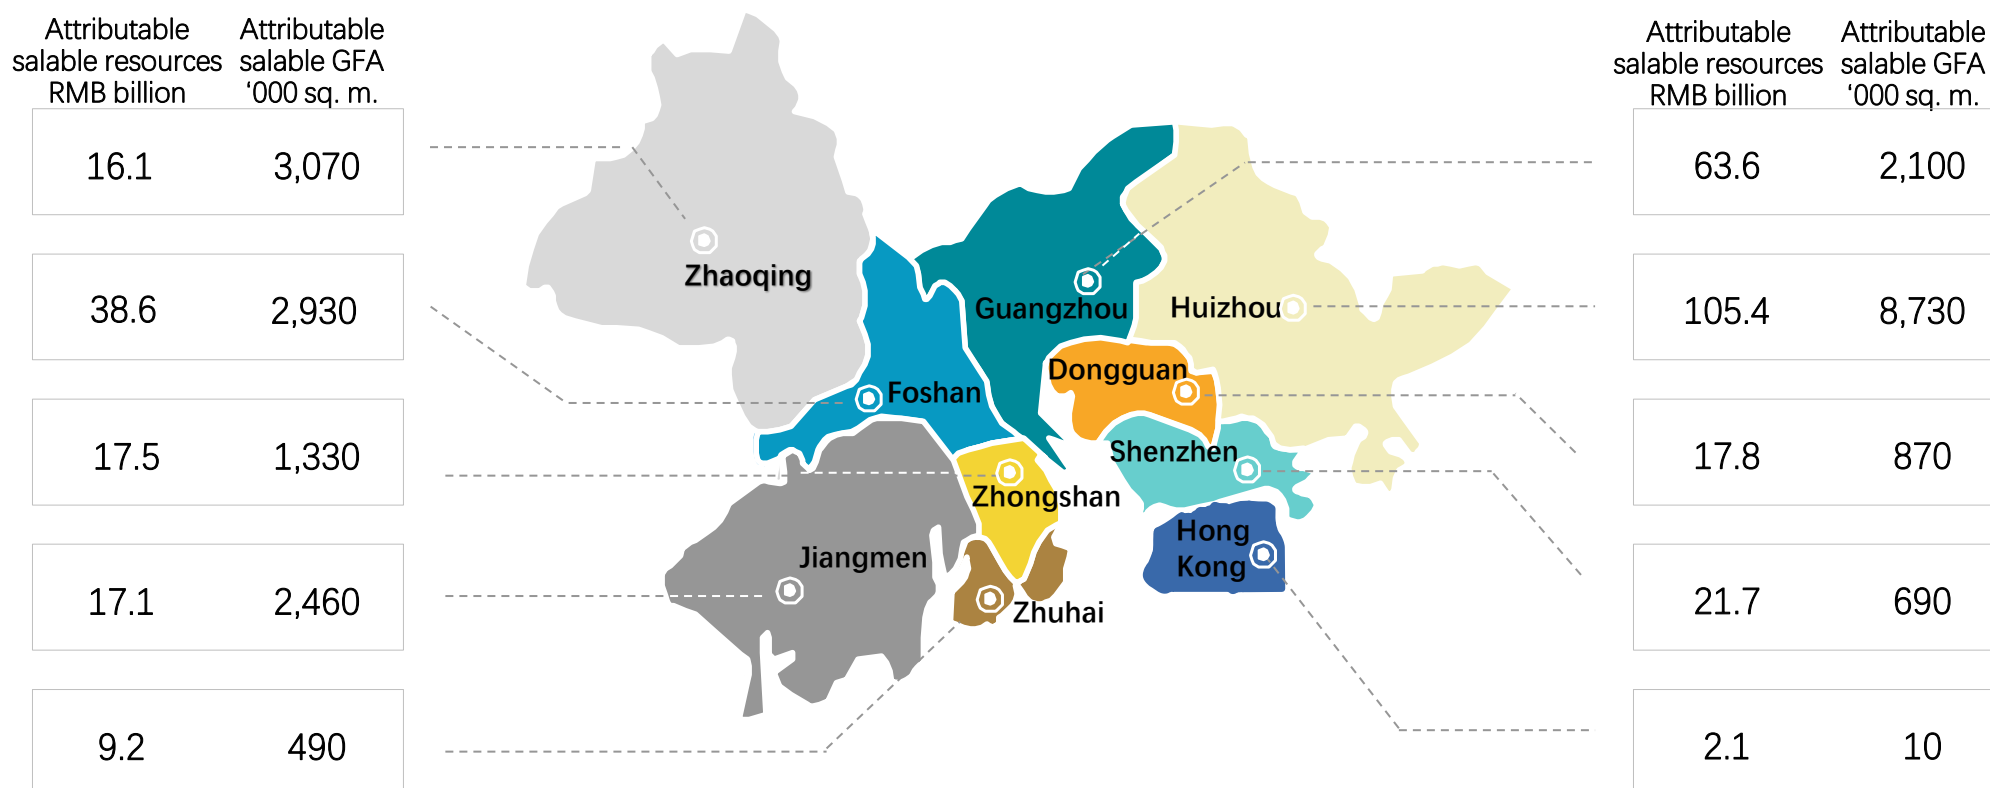 Attributable
salable resources
RMB billion
Attributable
salable GFA
‘000 sq. m.
16.1 3,070
38.6 2,930
17.5 1,330
17.1 2,460
9.2 490
Zhaoqing
Guangzhou
Huizhou
Dongguan
Foshan
Shenzhen
Zhongshan
Hong
Kong
Jiangmen
Zhuhai
Attributable
salable resources
RMB billion
Attributable
salable GFA
‘000 sq. m.
63.6 2,100
105.4 8,730
17.8 870
21.7 690
2.1 10